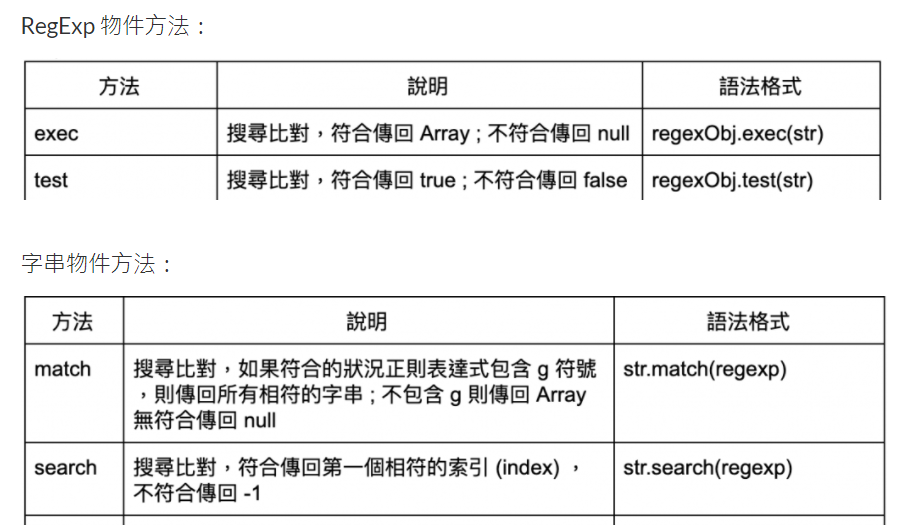 RegExp 物件方法：
方法 說明 語法格式
exec 搜尋比對，符合傳回 Array ; 不符合傳回 null regexObj.exec(str)
test 搜尋比對，符合傳回 true ; 不符合傳回 false regexObj.test(str)
字串物件方法：
方法 說明 語法格式
match 搜尋比對，如果符合的狀況正則表達式包含 g 符號 str.match(regexp)
，則傳回所有相符的字串 ; 不包含 g 則傳回 Array
無符合傳回 null
search 搜尋比對，符合傳回第一個相符的索引 (index) ， str.search(regexp)
不符合傳回 -1